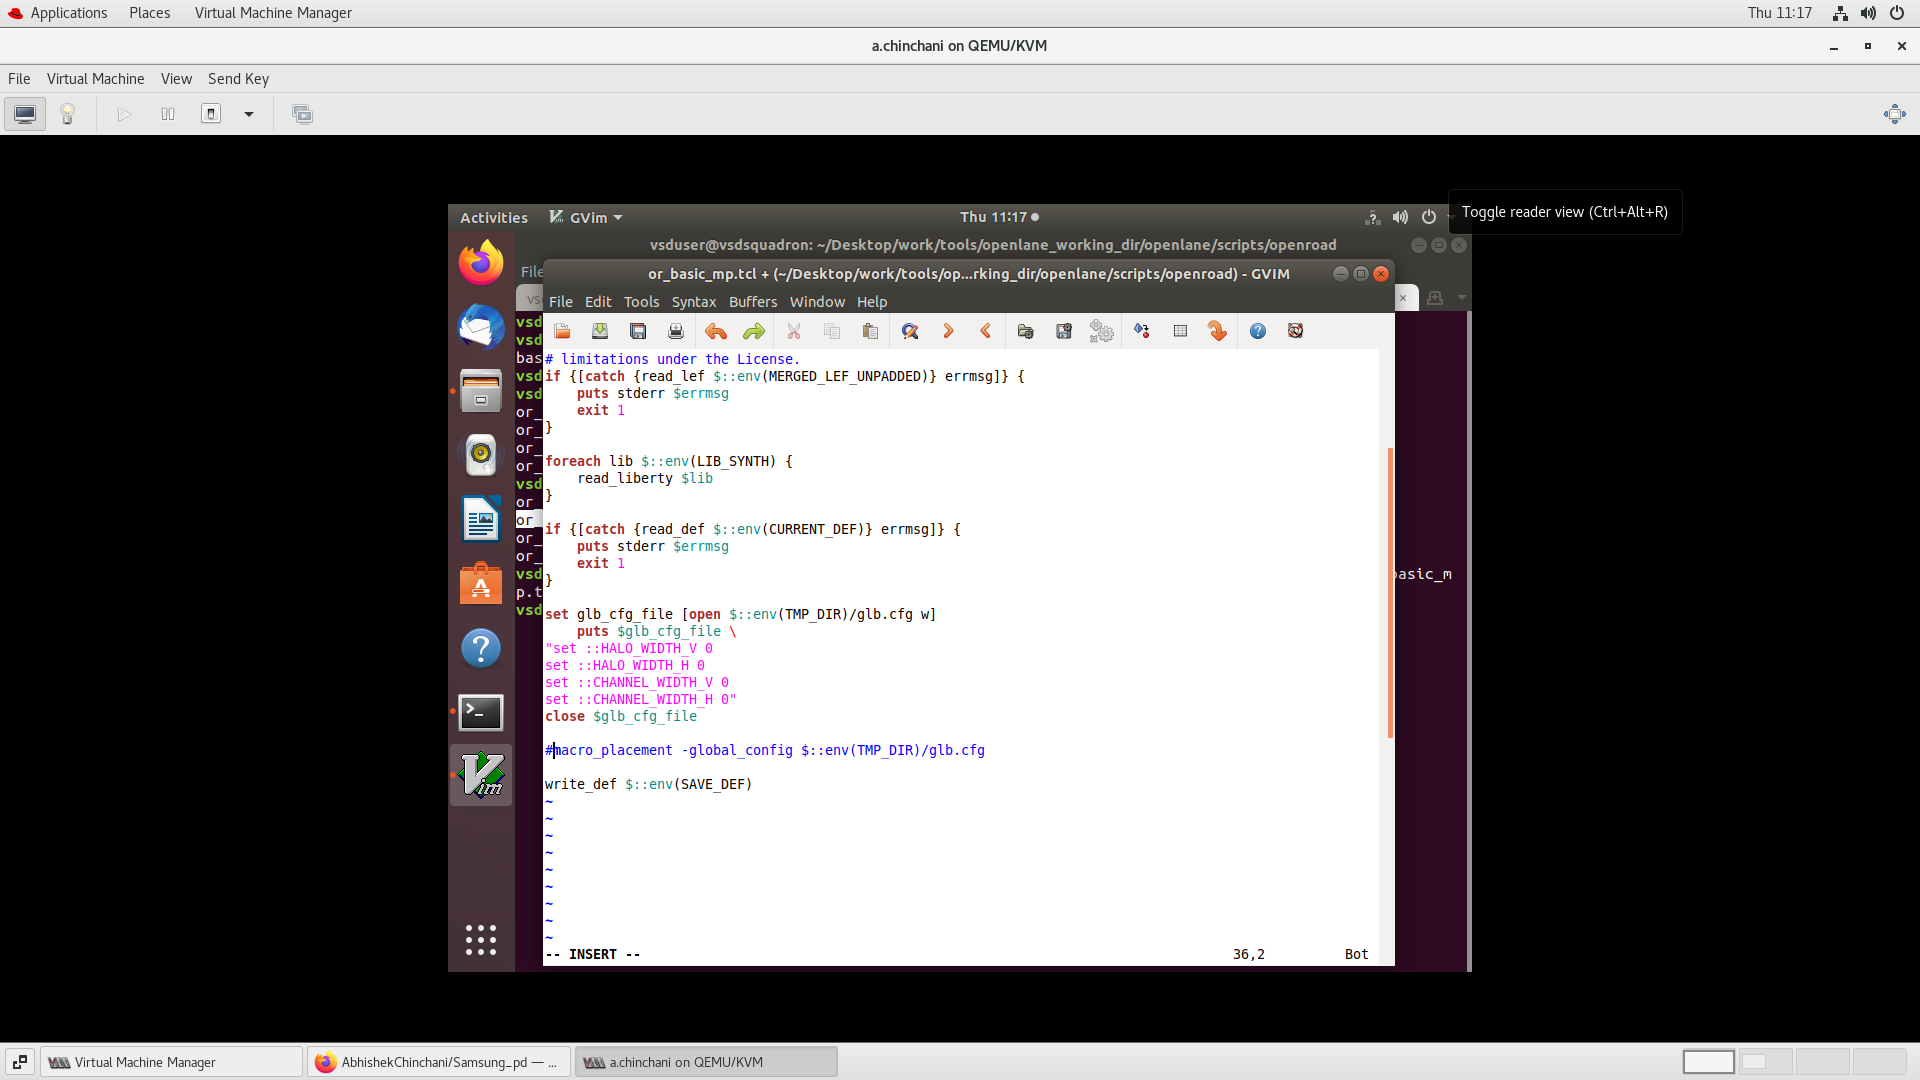 Applications Places Virtual Machine Manager Thu 11:17
a.chinchani on QEMU/KVM
File Virtual Machine View Send Key
Toggle reader view (Ctrl+Alt+R)
Activities GVim Thu 11:17
vsduser@vsdsquadron: ~/Desktop/work/tools/openlane_working_dir/openlane/scripts/openroad
File
or_basic_mp.tcl + (~/Desktop/work/tools/op...rking_dir/openlane/scripts/openroad) - GVIM
File Edit Tools Syntax Buffers Window Help
# limitations under the License.
if {[catch {read_lef $::env(MERGED_LEF_UNPADDED)} errmsg]} {
    puts stderr $errmsg
    exit 1
}
foreach lib $::env(LIB_SYNTH) {
    read_liberty $lib
}
if {[catch {read_def $::env(CURRENT_DEF)} errmsg]} {
    puts stderr $errmsg
    exit 1
}
set glb_cfg_file [open $::env(TMP_DIR)/glb.cfg w]
    puts $glb_cfg_file \
"set ::HALO_WIDTH_V 0
set ::HALO_WIDTH_H 0
set ::CHANNEL_WIDTH_V 0
set ::CHANNEL_WIDTH_H 0"
close $glb_cfg_file
#macro_placement -global_config $::env(TMP_DIR)/glb.cfg
write_def $::env(SAVE_DEF)
~
~
~
~
~
~
~
~
~
-- INSERT -- 36,2 Bot
vsd
vsd
bas
vsd
vsd
or_
or_
or_
or_
vsd
or_
or_
or_
or_
vsd basic_m
p.t
vsd
Virtual Machine Manager
AbhishekChinchani/Samsung_pd — ...
a.chinchani on QEMU/KVM